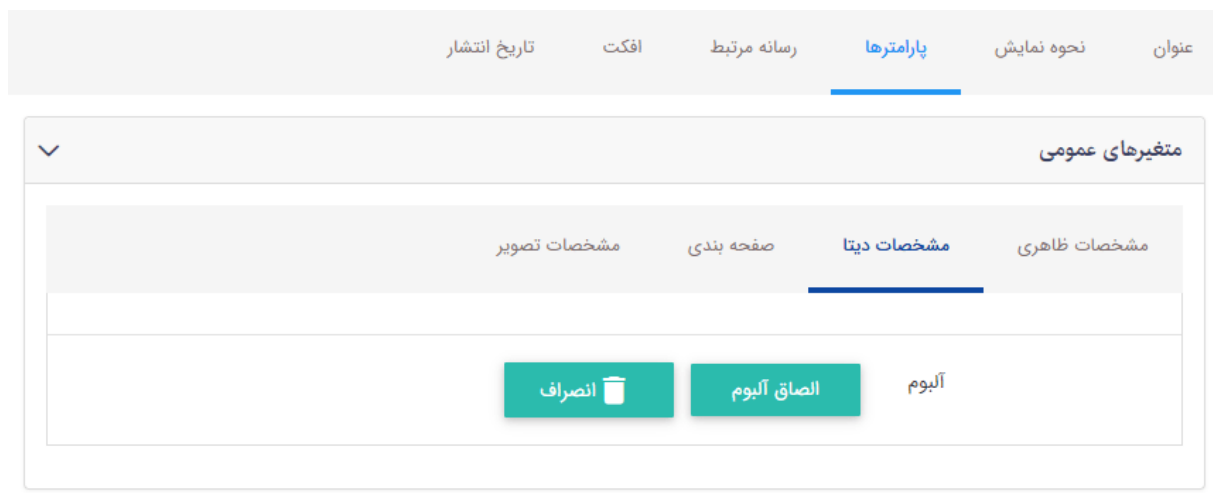 عنوان نحوه نمایش پارامترها رسانه مرتبط افکت تاریخ انتشار
متغیرهای عمومی
مشخصات ظاهری مشخصات دیتا صفحه بندی مشخصات تصویر
آلبوم الصاق آلبوم انصراف